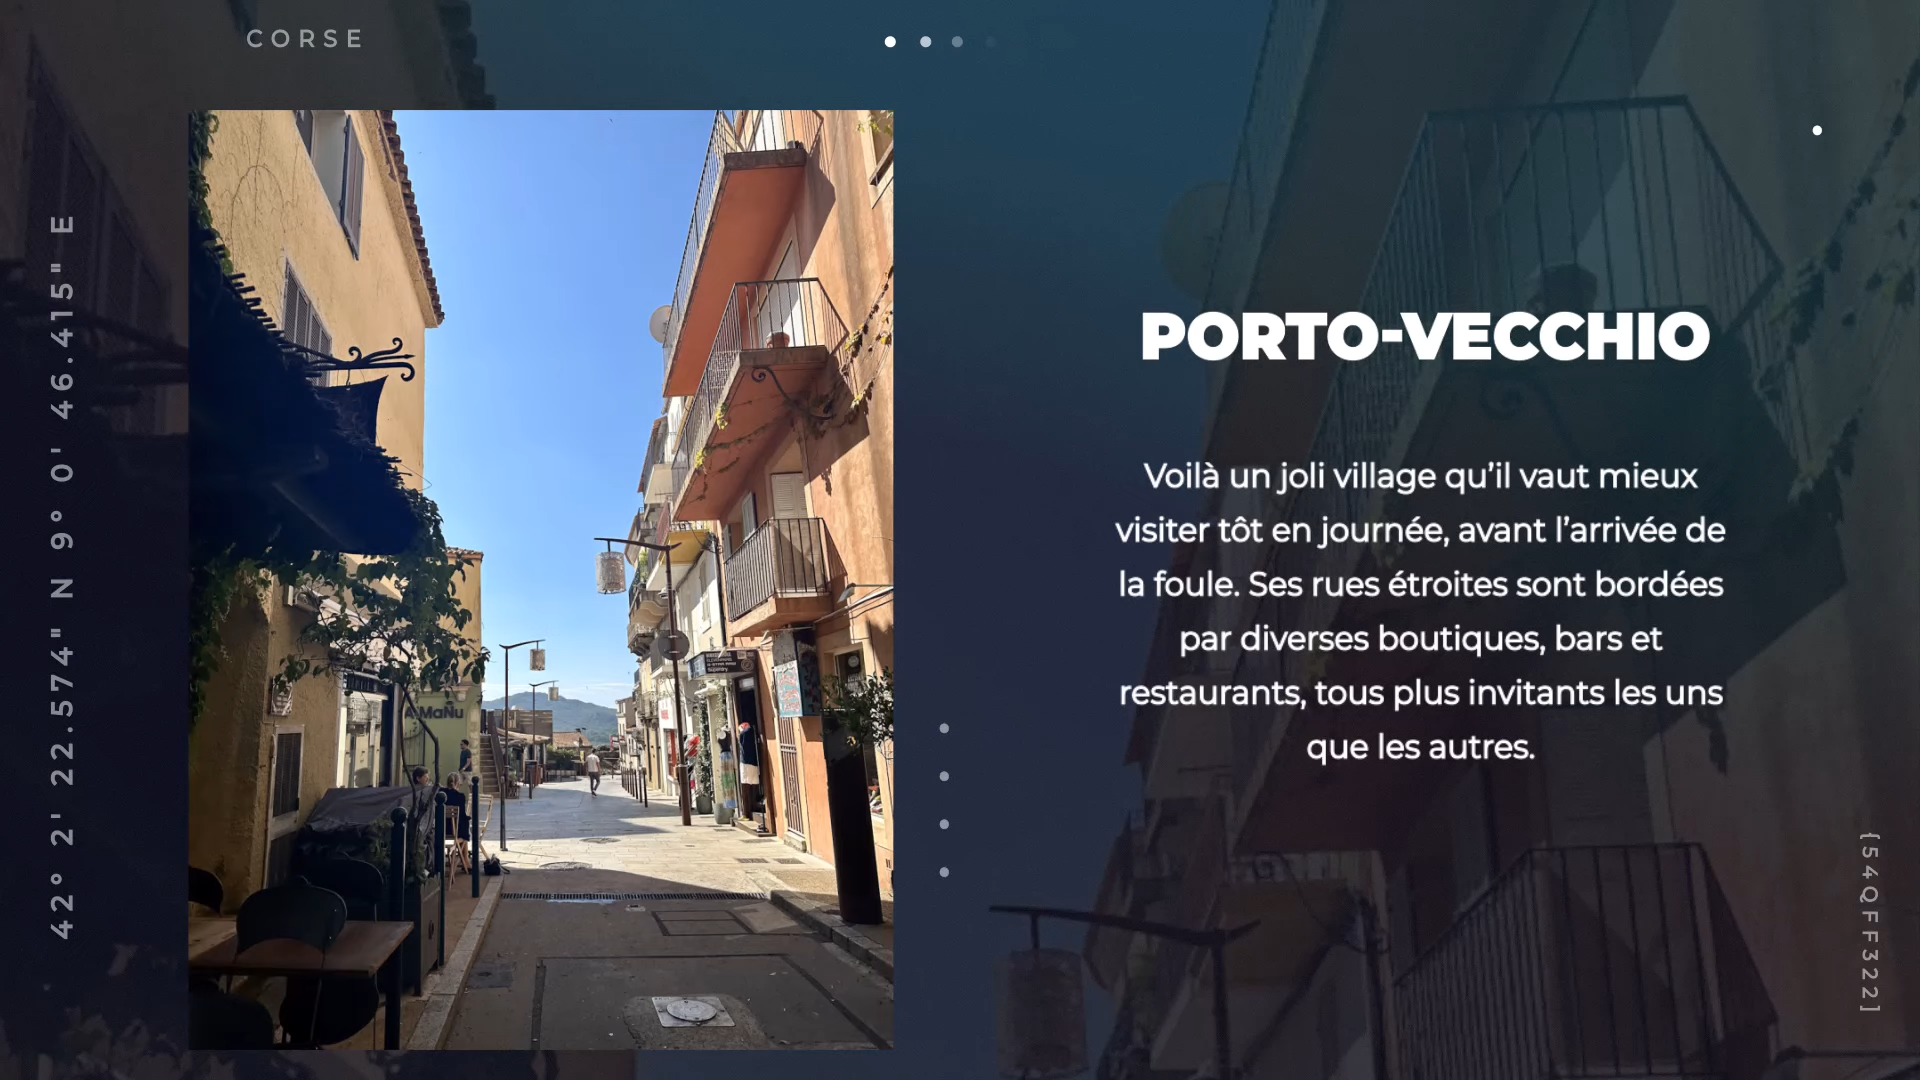 CORSE
42° 2' 22.574" N 9° 0' 46.415" E
A MaÑu
PORTO-VECCHIO
Voilà un joli village qu’il vaut mieux
visiter tôt en journée, avant l’arrivée de
la foule. Ses rues étroites sont bordées
par diverses boutiques, bars et
restaurants, tous plus invitants les uns
que les autres.
{54QFF322]